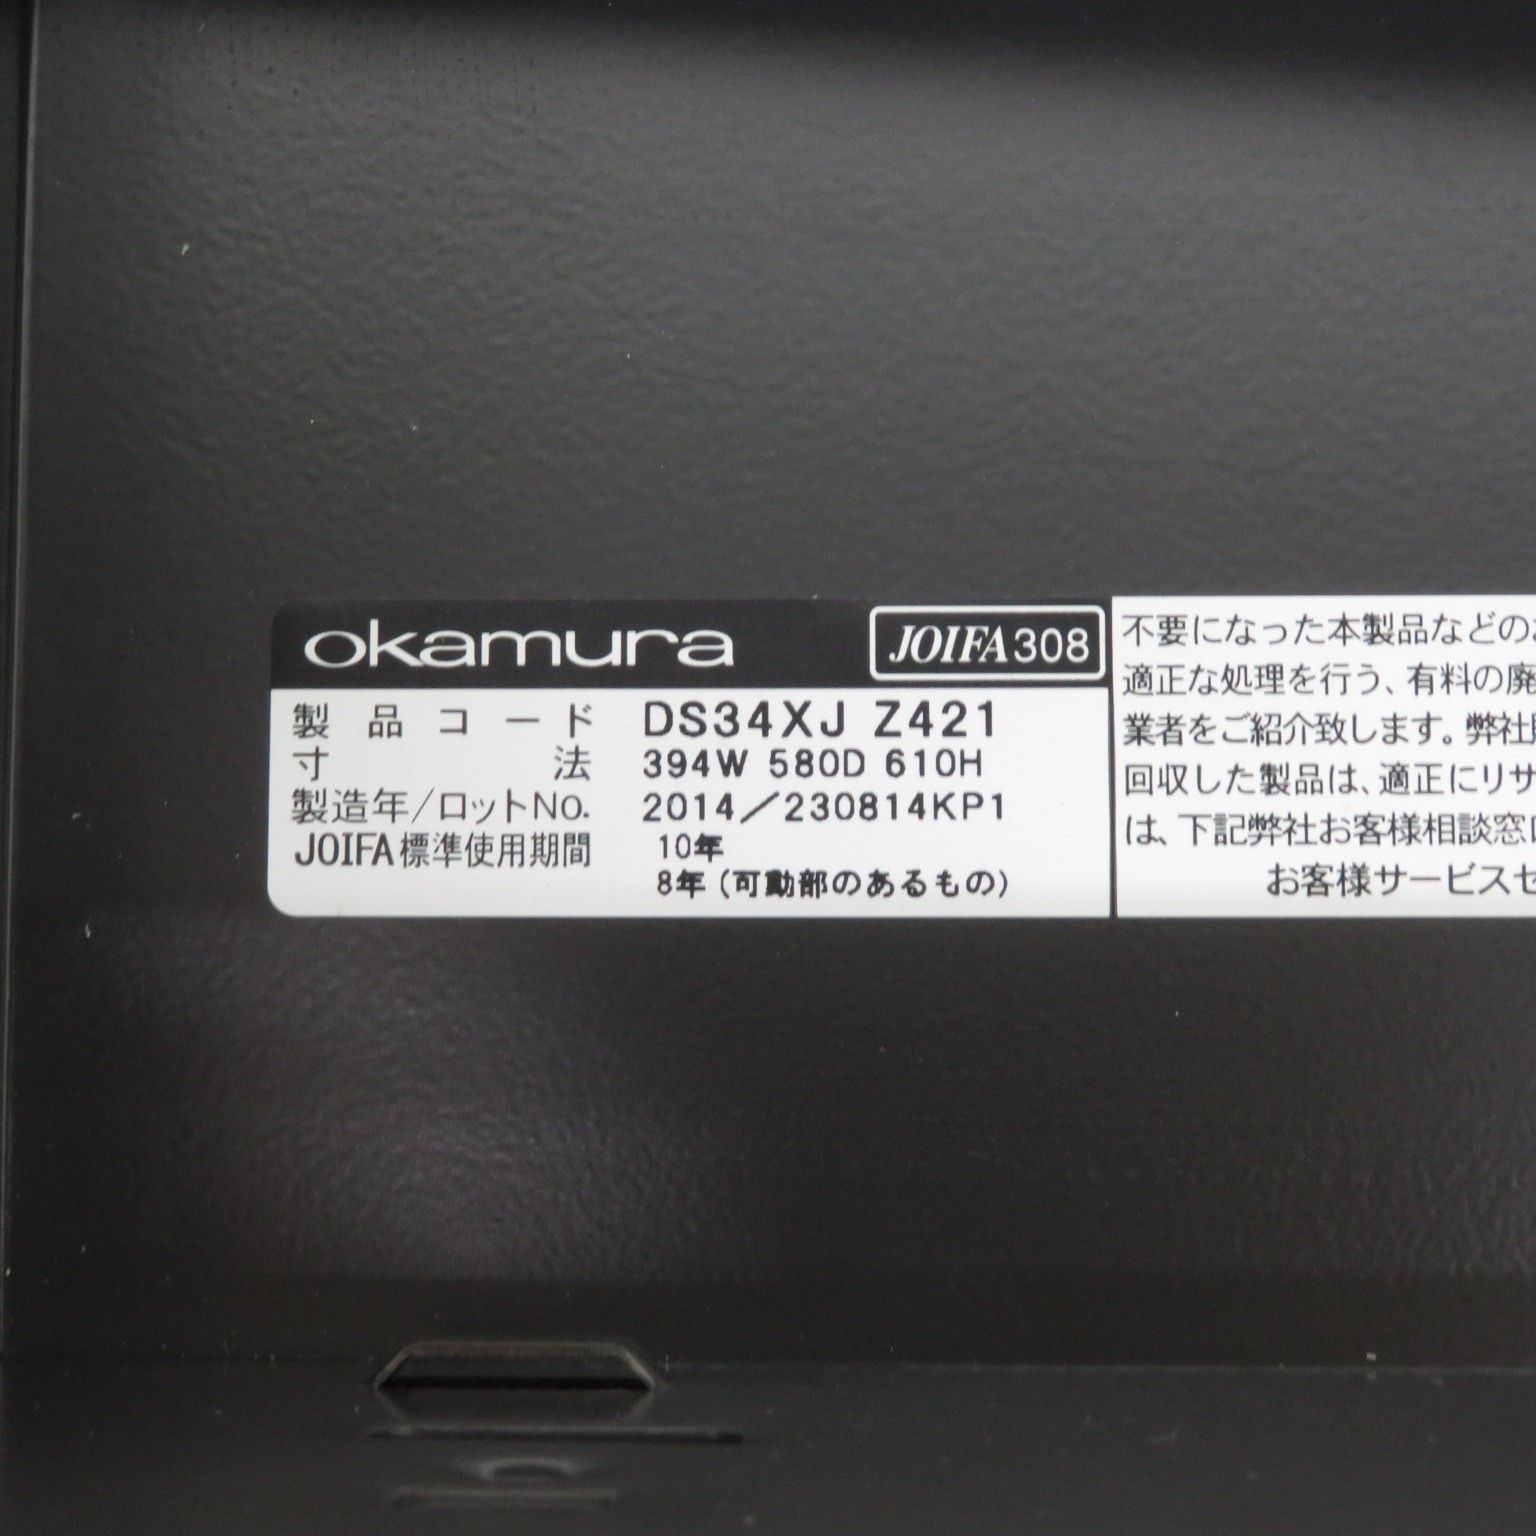 okamura JOIFA308
製品コード DS34XJ Z421
寸法 394W 580D 610H
製造年/ロットNo. 2014/230814KP1
JOIFA標準使用期間 10年
8年(可動部のあるもの)
不要になった本製品などの
適正な処理を行う、有料の廃
業者をご紹介致します。弊社
回収した製品は、適正にリサ
は、下記弊社お客様相談窓
お客様サービスセ